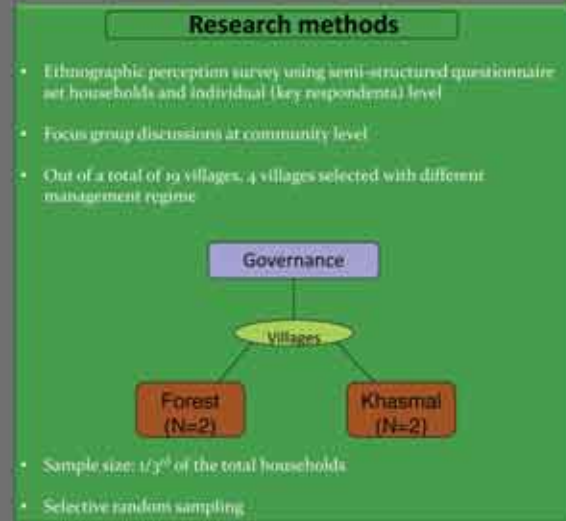 Research methods
• Ethnographic perception survey using semi-structured questionnaire
set households and individual (key respondents) level
• Focus group discussions at community level
• Out of a total of 19 villages, 4 villages selected with different
management regime
Governance
Villages
Forest
(N=2)
Khasmal
(N=2)
• Sample size: 1/3rd of the total households
• Selective random sampling